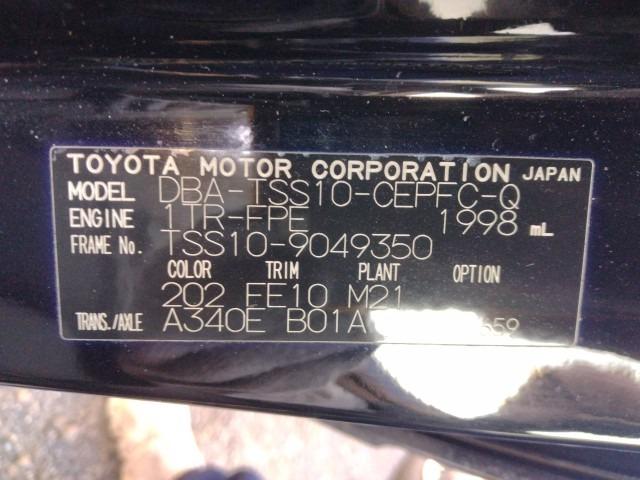 TOYOTA MOTOR CORPORATION JAPAN
MODEL DBA-TSS10-CEPFC-Q
ENGINE 1TR-FPE 1998 mL
FRAME No. TSS10-9049350
COLOR TRIM PLANT OPTION
202 FE10 M21
TRANS./AXLE A340E B01A